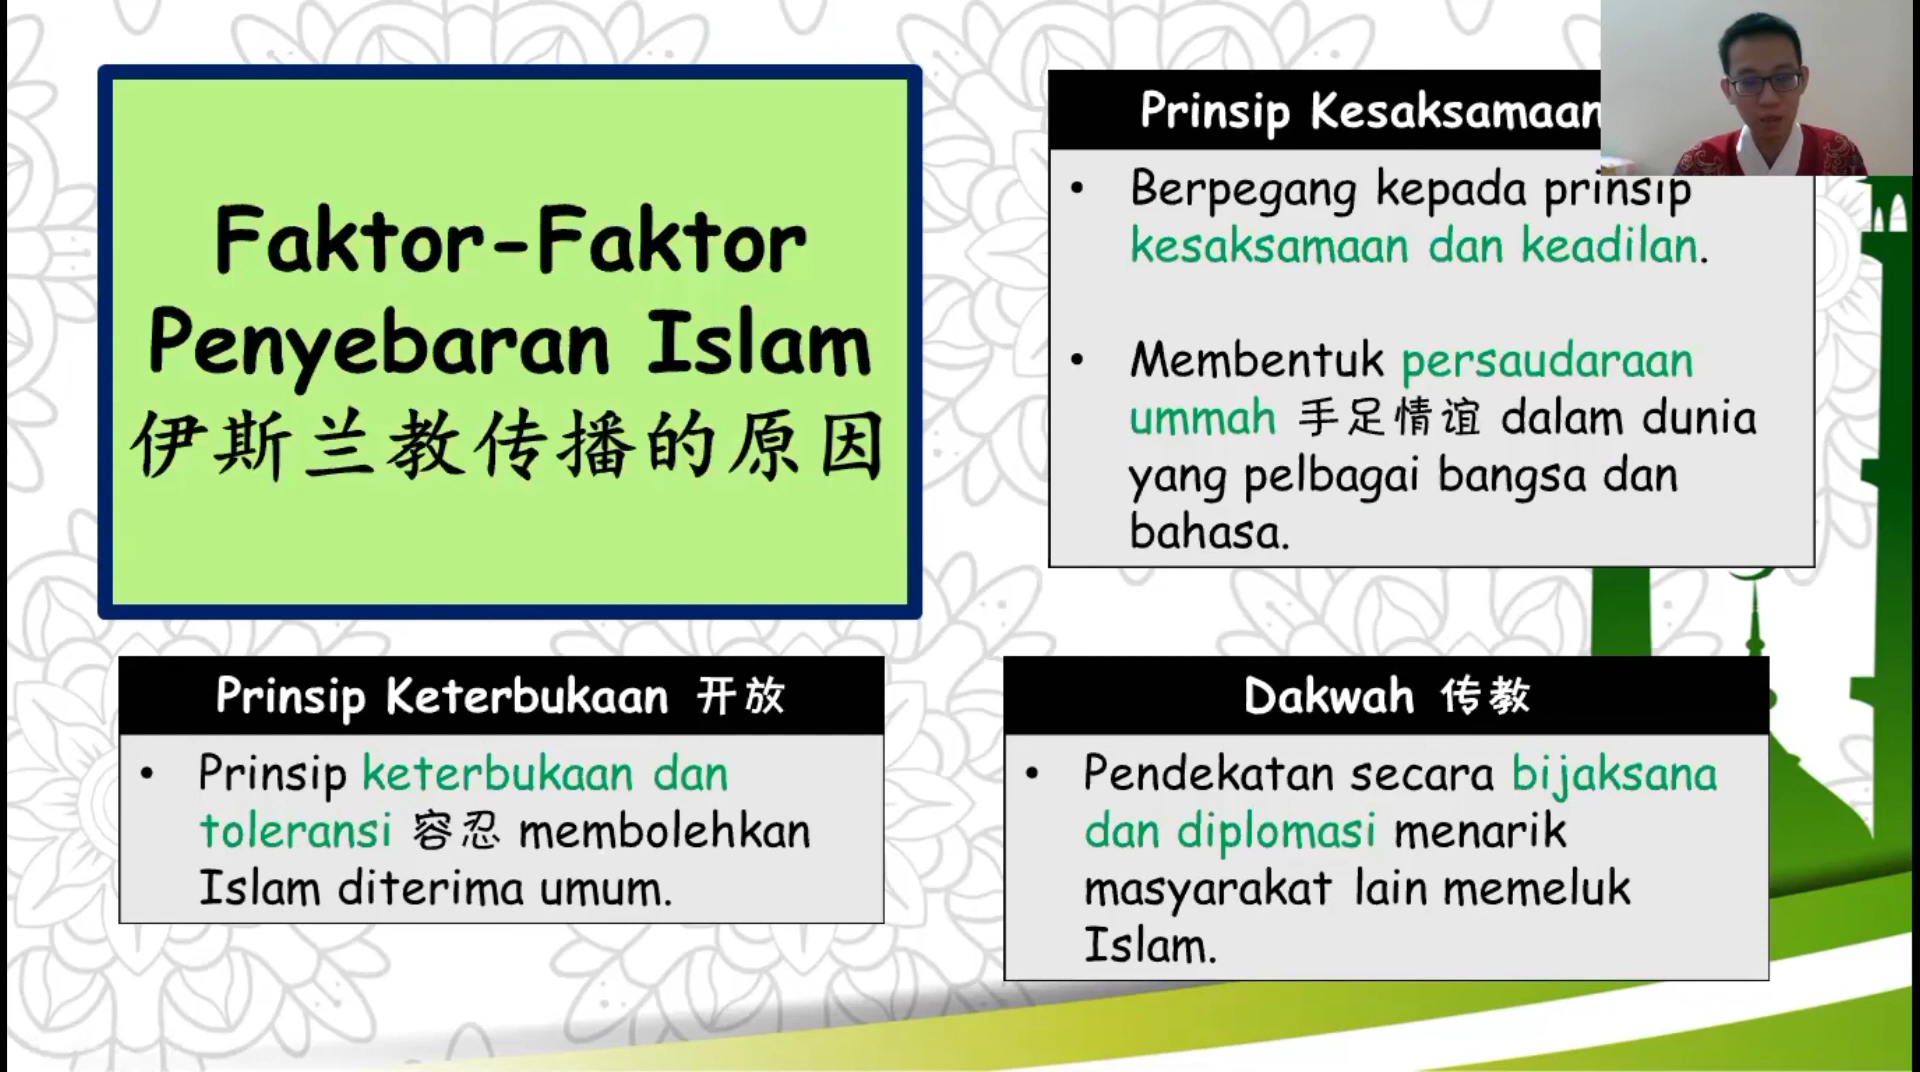 Faktor-Faktor
Penyebaran Islam
伊斯兰教传播的原因
Prinsip Kesaksamaan
• Berpegang kepada prinsip
kesaksamaan dan keadilan.
• Membentuk persaudaraan
ummah 手足情谊 dalam dunia
yang pelbagai bangsa dan
bahasa.
Prinsip Keterbukaan 开放
• Prinsip keterbukaan dan
toleransi 容忍 membolehkan
Islam diterima umum.
Dakwah 传教
• Pendekatan secara bijaksana
dan diplomasi menarik
masyarakat lain memeluk
Islam.